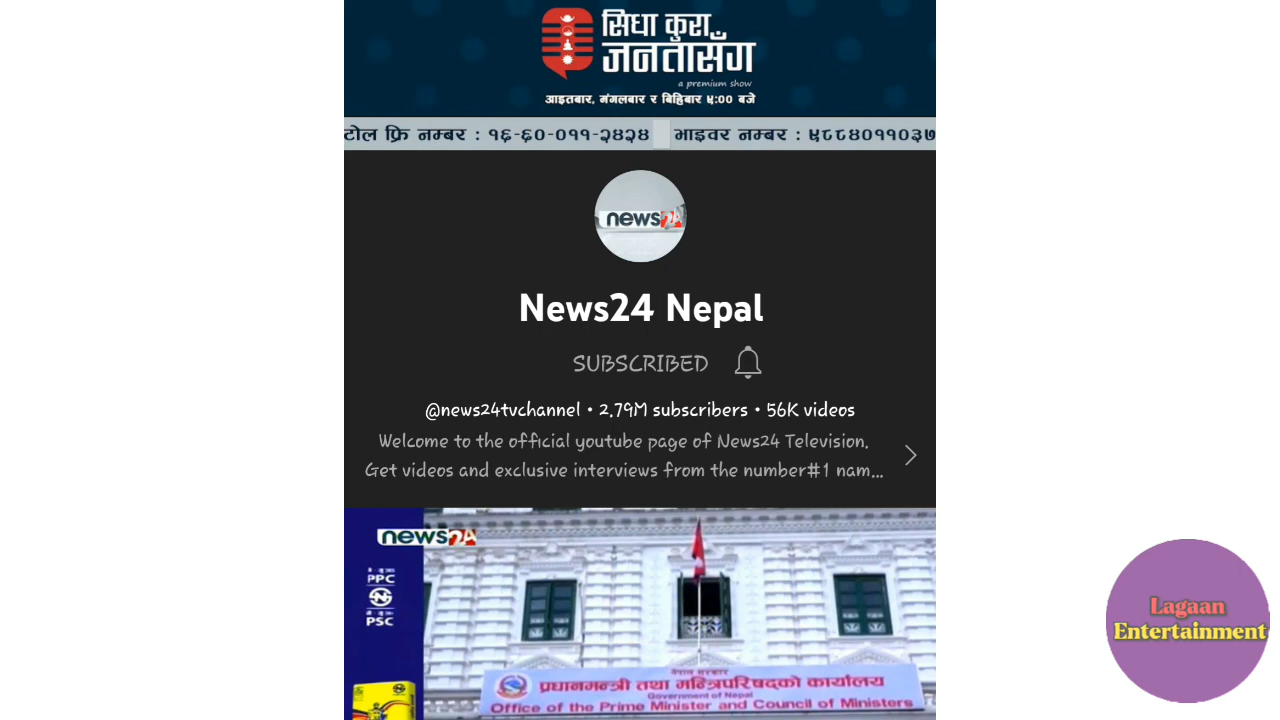 सिधा कुरा
जनतासँग
a premium show
आइतबार, मंगलबार र बिहिबार ५:०० बजे
टोल फ्रि नम्बर : १६-६०-०११-२४२४ भाइवर नम्बर : ५८८४०११०३७
news24
News24 Nepal
SUBSCRIBED
@news24tvchannel • 2.79M subscribers • 56K videos
Welcome to the official youtube page of News24 Television.
Get videos and exclusive interviews from the number#1 nam...
news24
PPC
PSC
नेपाल सरकार
प्रधानमन्त्री तथा मन्त्रिपरिषद्को कार्यालय
Government of Nepal
Office of the Prime Minister and Council of Ministers
Lagaan
Entertainment